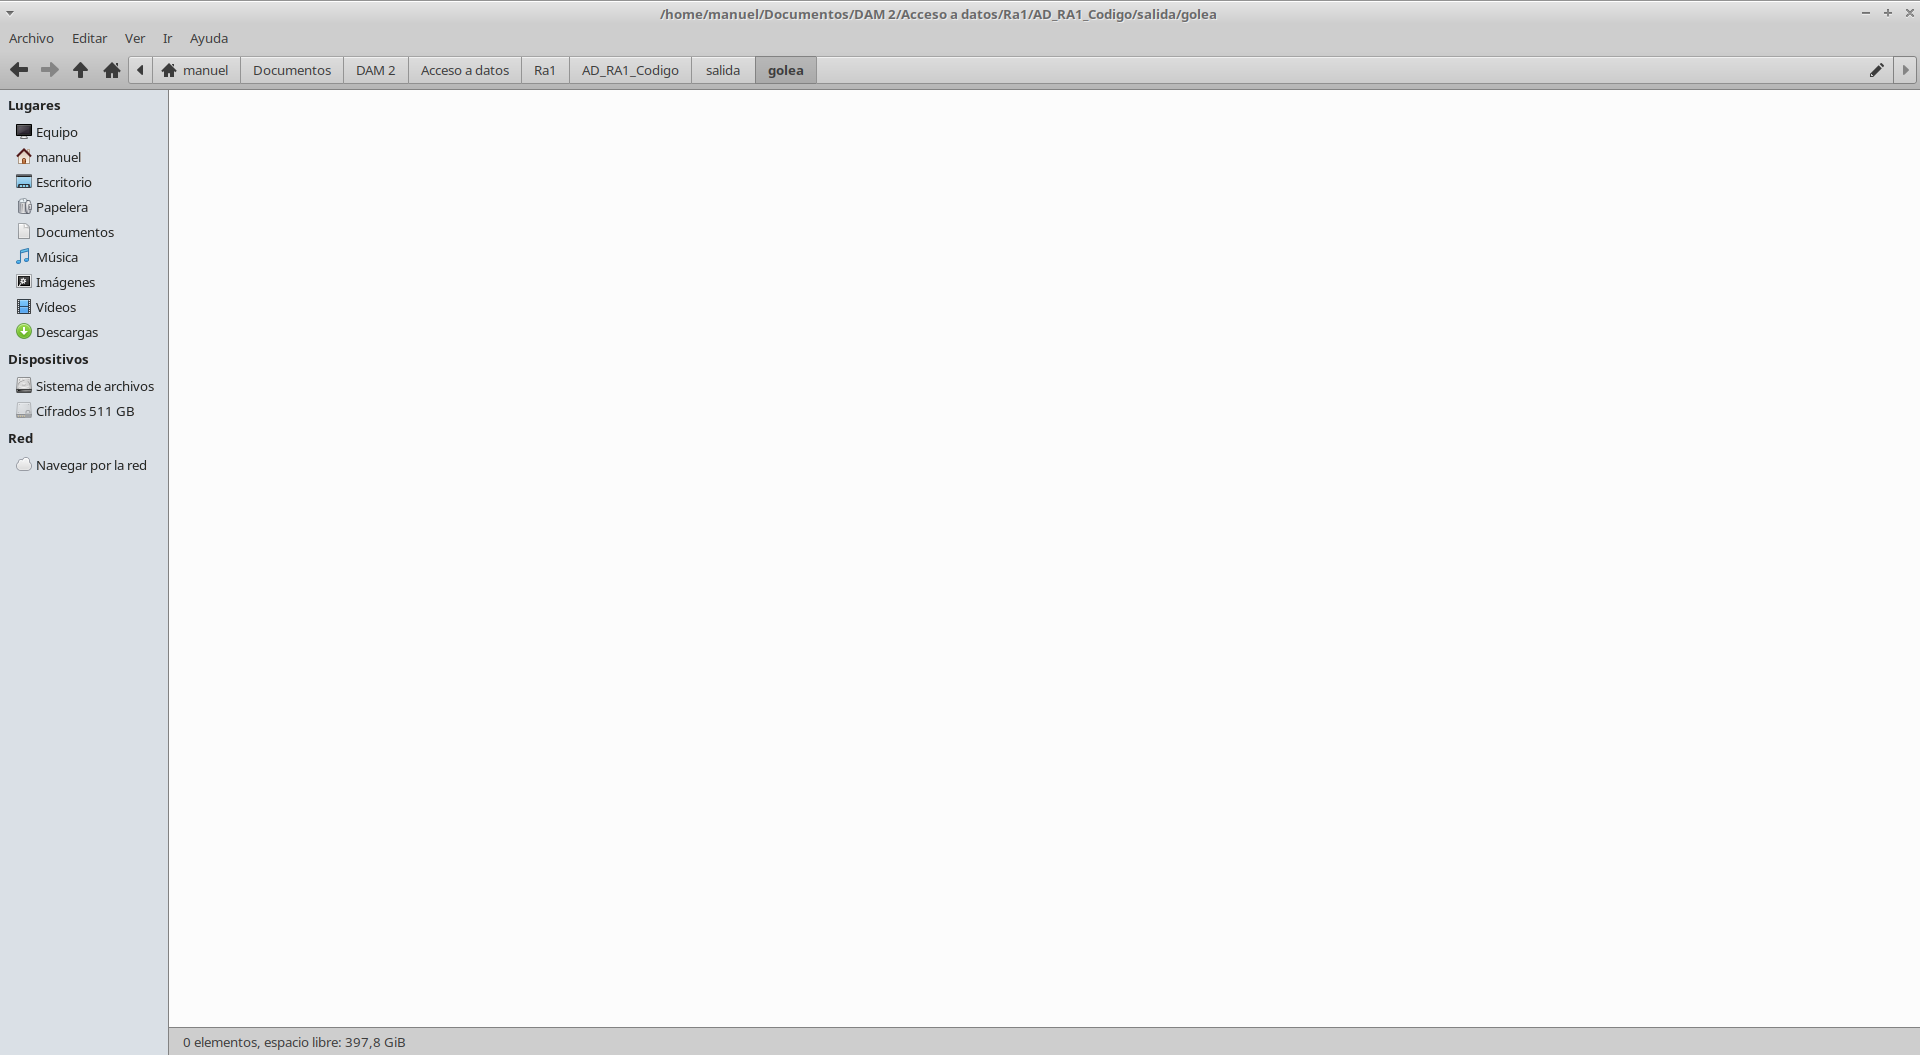 /home/manuel/Documentos/DAM 2/Acceso a datos/Ra1/AD_RA1_Codigo/salida/golea
Archivo Editar Ver Ir Ayuda
manuel Documentos DAM 2 Acceso a datos Ra1 AD_RA1_Codigo salida golea
Lugares
Equipo
manuel
Escritorio
Papelera
Documentos
Música
Imágenes
Vídeos
Descargas
Dispositivos
Sistema de archivos
Cifrados 511 GB
Red
Navegar por la red
0 elementos, espacio libre: 397,8 GiB